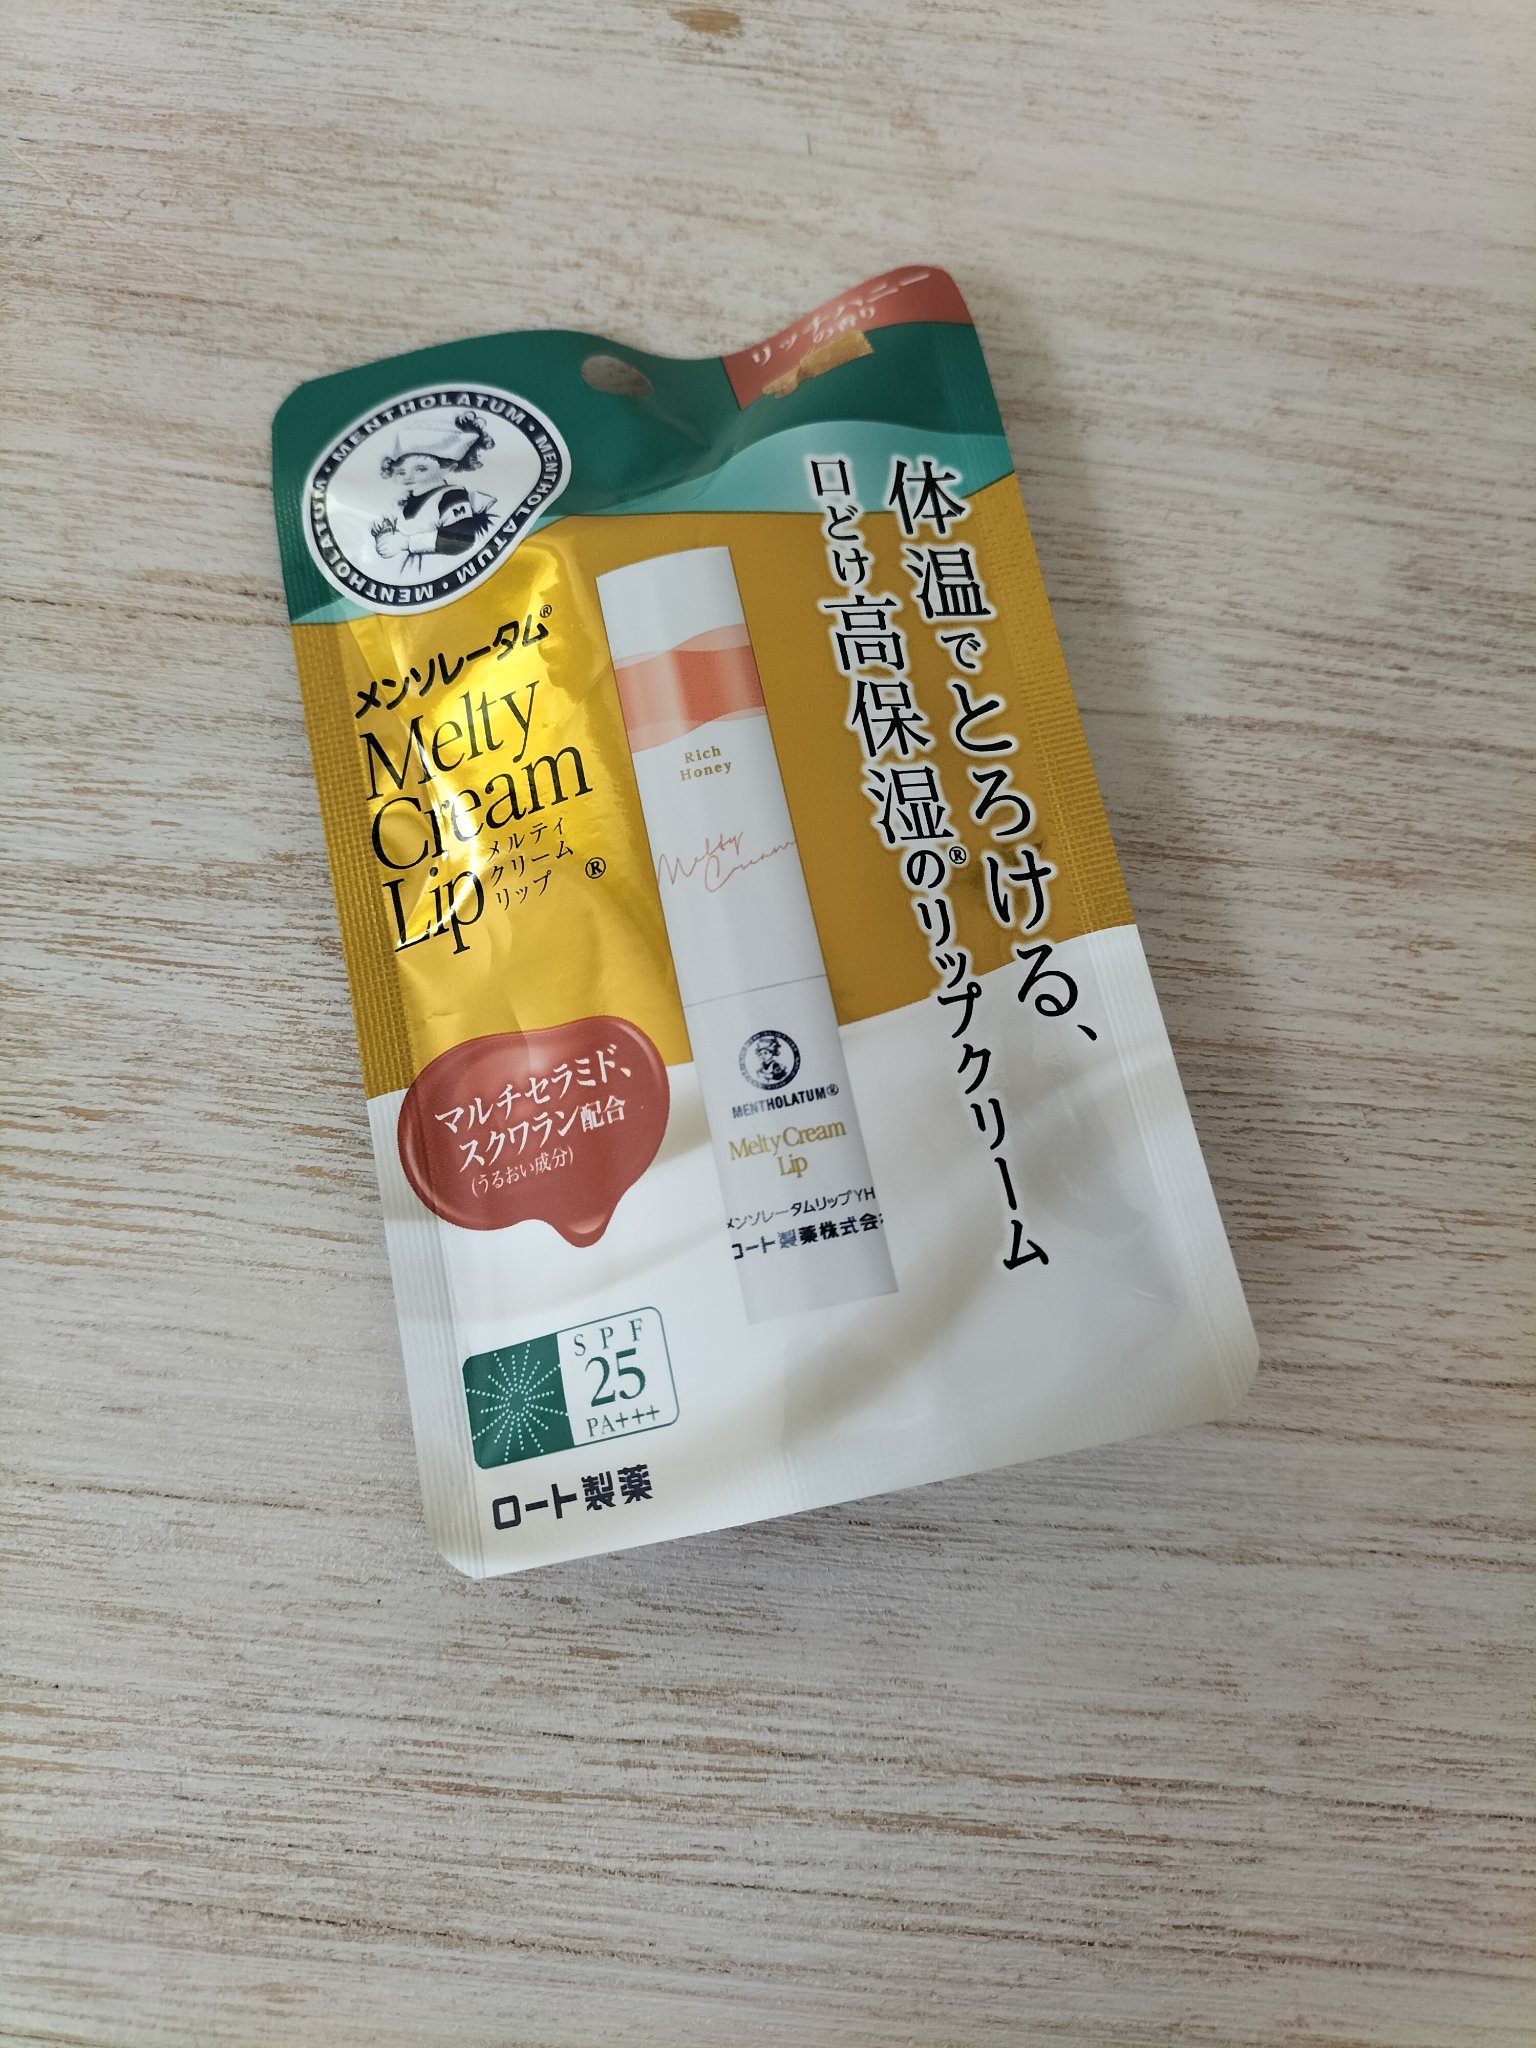 リッチハニー
の香り
MENTHOLATUM・MENTHOLATUM・MENTHOLATUM・
M
体温でとろける、
口どけ高保湿®のリップクリーム
メンソレータム®
Melty
Cream
Lip
メルティ
クリーム
リップ
®
Rich
Honey
Melty
Cream
マルチセラミド、
スクワラン配合
(うるおい成分)
MENTHOLATUM®
Melty Cream
Lip
メンソレータムリップYH
ロート製薬株式会
SPF
25
PA+++
ロート製薬